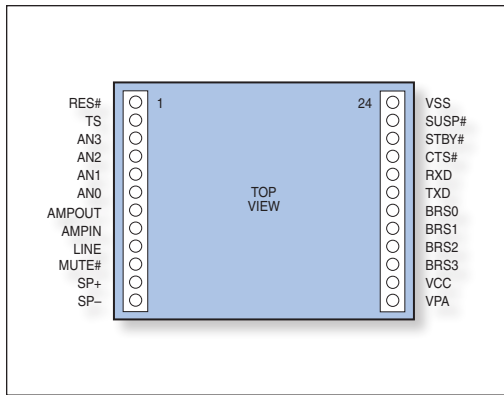 RES#
TS
AN3
AN2
AN1
AN0
AMPOUT
AMPIN
LINE
MUTE#
SP+
SP–
1
24
TOP
VIEW
VSS
SUSP#
STBY#
CTS#
RXD
TXD
BRS0
BRS1
BRS2
BRS3
VCC
VPA